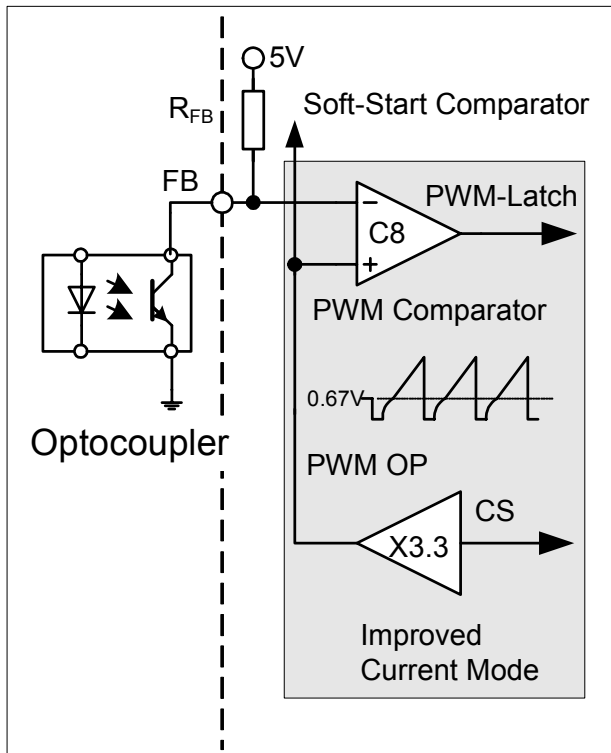 5V
Soft-Start Comparator
RFB
FB
−
PWM-Latch
C8
+
PWM Comparator
0.67V
Optocoupler
PWM OP
CS
X3.3
Improved
Current Mode